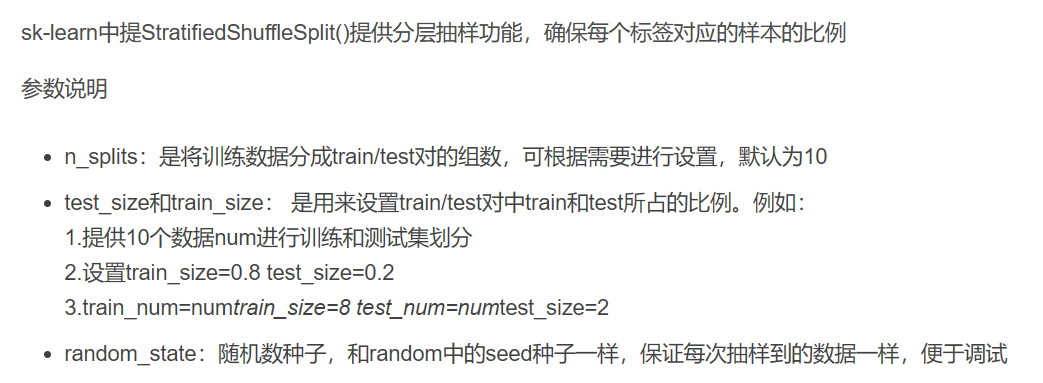 sk-learn中提StratifiedShuffleSplit()提供分层抽样功能，确保每个标签对应的样本的比例
参数说明
• n_splits：是将训练数据分成train/test对的组数，可根据需要进行设置，默认为10
• test_size和train_size： 是用来设置train/test对中train和test所占的比例。例如：
1.提供10个数据num进行训练和测试集划分
2.设置train_size=0.8 test_size=0.2
3.train_num=numtrain_size=8 test_num=numtest_size=2
• random_state：随机数种子，和random中的seed种子一样，保证每次抽样到的数据一样，便于调试